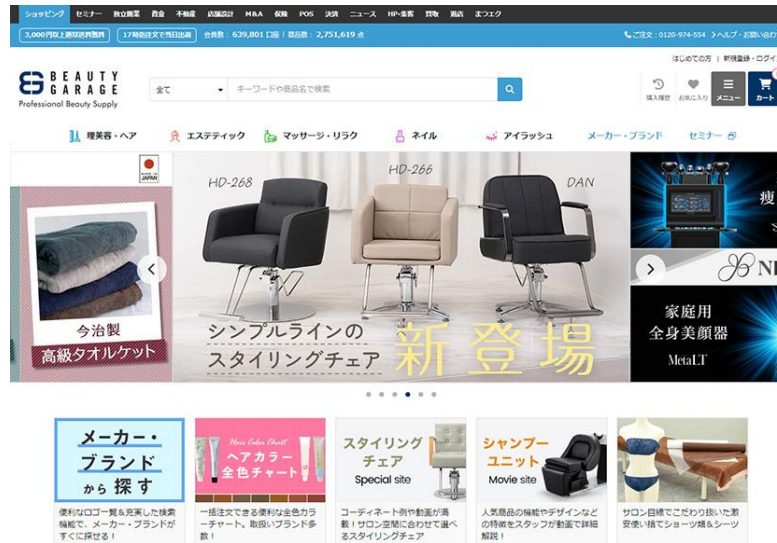 ショッピング セミナー 独立開業 資金 不動産 店舗設計 M&A 保険 POS 決済 ニュース HP・集客 買取 退店 まつエク
3,000円以上通常送料無料 17時迄注文で当日出荷 会員数：639,801 口座｜商品数：2,751,619 点
ご注文：0120-974-554 ヘルプ・お問い合わ
はじめての方 | 新規登録・ログイ
BEAUTY
GARAGE
Professional Beauty Supply
全て
キーワードや商品名で検索
購入履歴 お気に入り メニュー カート
理美容・ヘア エステティック マッサージ・リラク ネイル アイラッシュ メーカー・ブランド セミナー
MADE IN
JAPAN
今治製
高級タオルケット
HD-268 HD-266 DAN
シンプルラインの
スタイリングチェア
新登場
痩
NE
家庭用
全身美顔器
MetaLT
メーカー・
ブランド
から 探す
便利なロゴ一覧&充実した検索
機能で、メーカー・ブランドが
すぐに探せる！
Hair Color Chart
ヘアカラー
全色チャート
一括注文できる便利な全色カラ
ーチャート。取扱いブランド多
数！
スタイリング
チェア
Special site
コーディネート例や動画が満
載！サロン空間に合わせて選べ
るスタイリングチェア
シャンプー
ユニット
Movie site
人気商品の機能やデザインなど
の特徴をスタッフが動画で詳細
解説！
サロン目線でこだわり抜いた激
安使い捨てショーツ類&シーツ